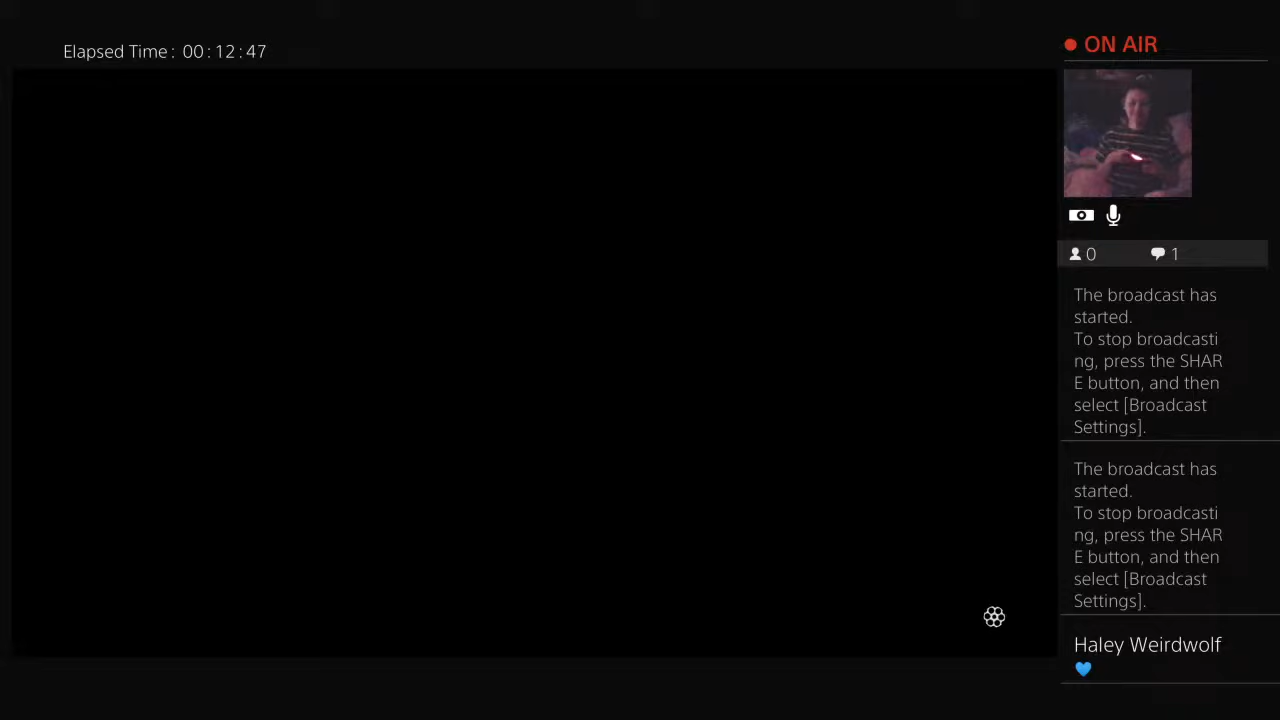 Elapsed Time: 00:12:47
ON AIR
0 1
The broadcast has
started.
To stop broadcasti
ng, press the SHAR
E button, and then
select [Broadcast
Settings].
The broadcast has
started.
To stop broadcasti
ng, press the SHAR
E button, and then
select [Broadcast
Settings].
Haley Weirdwolf
💙